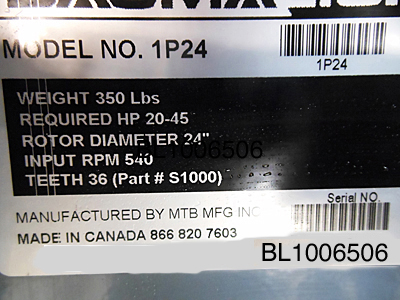 MODEL NO. 1P24
1P24
WEIGHT 350 Lbs
REQUIRED HP 20-45
ROTOR DIAMETER 24"
INPUT RPM 540
BL1006506
TEETH 36 (Part # S1000)
Serial NO.
MANUFACTURED BY MTB MFG INC
MADE IN CANADA 866 820 7603
BL1006506